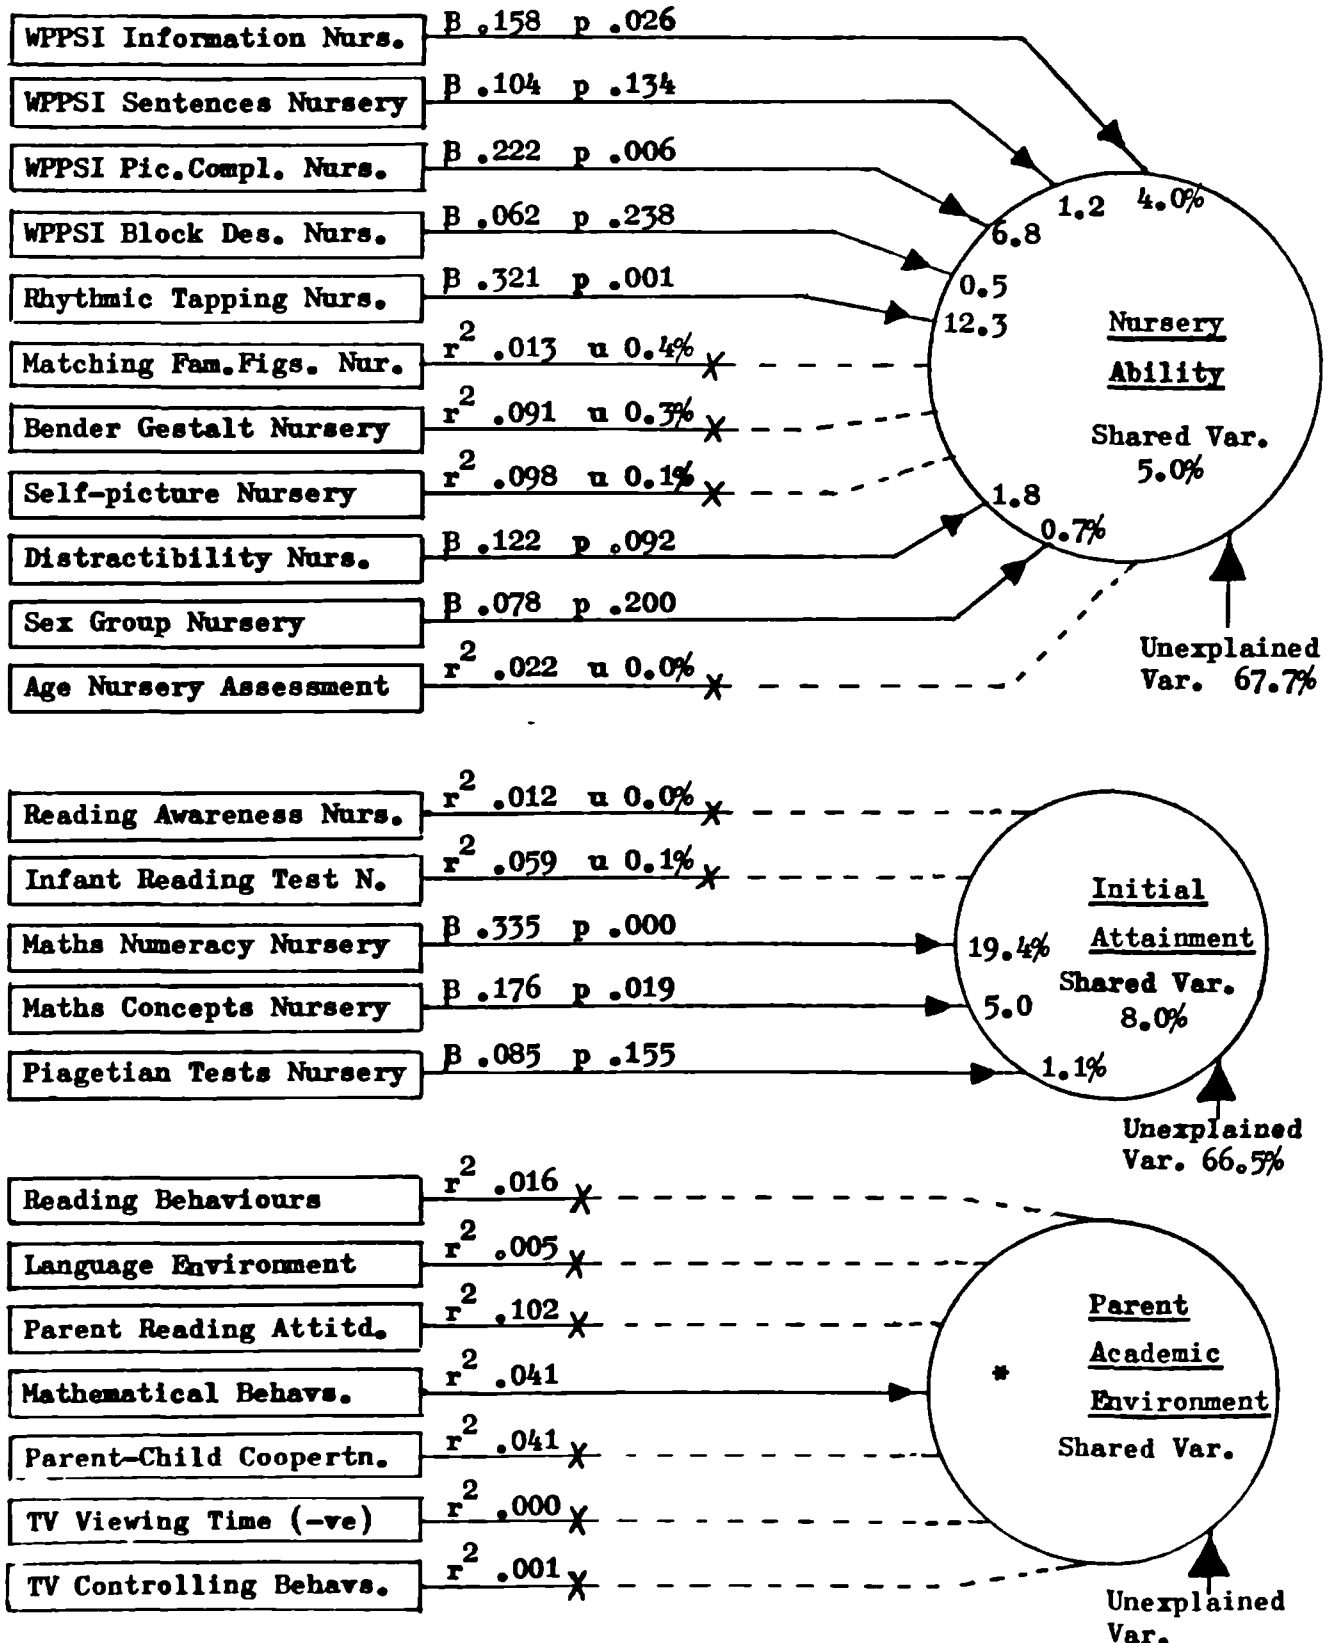 WPPSI Information Nurs. β .158 p .026
WPPSI Sentences Nursery β .104 p .134
WPPSI Pic.Compl. Nurs. β .222 p .006
WPPSI Block Des. Nurs. β .062 p .238
Rhythmic Tapping Nurs. β .321 p .001
Matching Fam.Figs. Nur. r² .013 u 0.4%
Bender Gestalt Nursery r² .091 u 0.3%
Self-picture Nursery r² .098 u 0.1%
Distractibility Nurs. β .122 p .092
Sex Group Nursery β .078 p .200
Age Nursery Assessment r² .022 u 0.0%
4.0%
1.2
6.8
0.5
12.3
Nursery
Ability
Shared Var.
5.0%
1.8
0.7%
Unexplained
Var. 67.7%
Reading Awareness Nurs. r² .012 u 0.0%
Infant Reading Test N. r² .059 u 0.1%
Maths Numeracy Nursery β .335 p .000
Maths Concepts Nursery β .176 p .019
Piagetian Tests Nursery β .085 p .155
Initial
Attainment
19.4%
Shared Var.
8.0%
5.0
1.1%
Unexplained
Var. 66.5%
Reading Behaviours r² .016
Language Environment r² .005
Parent Reading Attitd. r² .102
Mathematical Behavs. r² .041
Parent-Child Coopertn. r² .041
TV Viewing Time (-ve) r² .000
TV Controlling Behavs. r² .001
Parent
Academic
*
Environment
Shared Var.
Unexplained
Var.